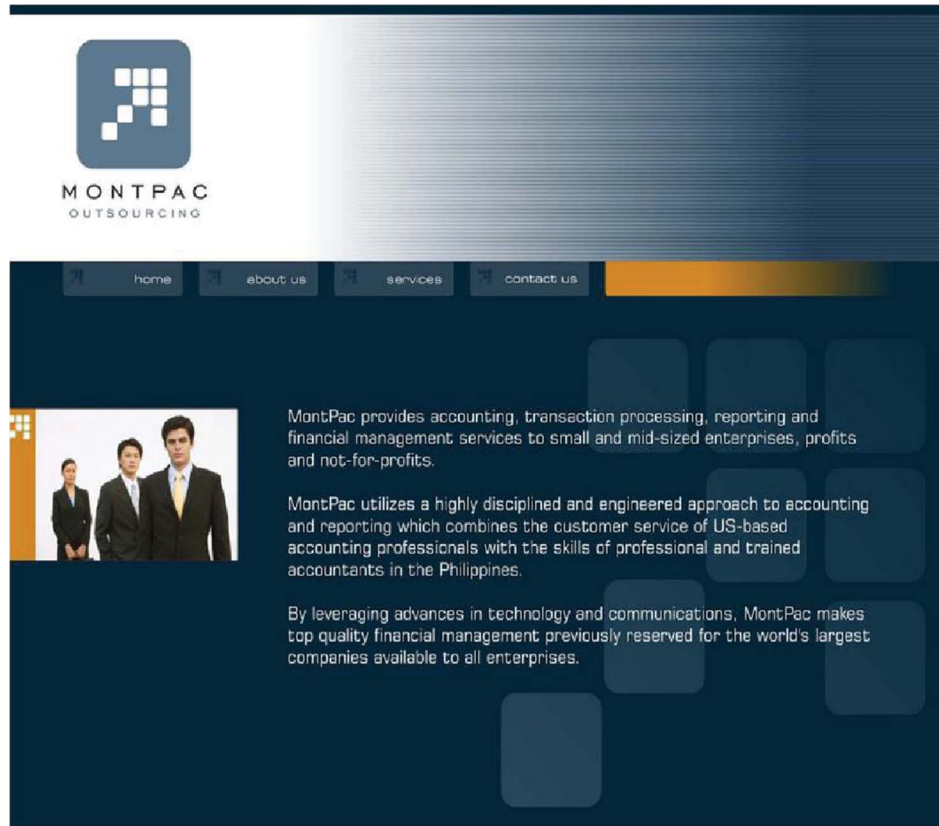 MONTPAC
OUTSOURCING
home
about us
services
contact us
MontPac provides accounting, transaction processing, reporting and
financial management services to small and mid-sized enterprises, profits
and not-for-profits.
MontPac utilizes a highly disciplined and engineered approach to accounting
and reporting which combines the customer service of US-based
accounting professionals with the skills of professional and trained
accountants in the Philippines.
By leveraging advances in technology and communications, MontPac makes
top quality financial management previously reserved for the world's largest
companies available to all enterprises.